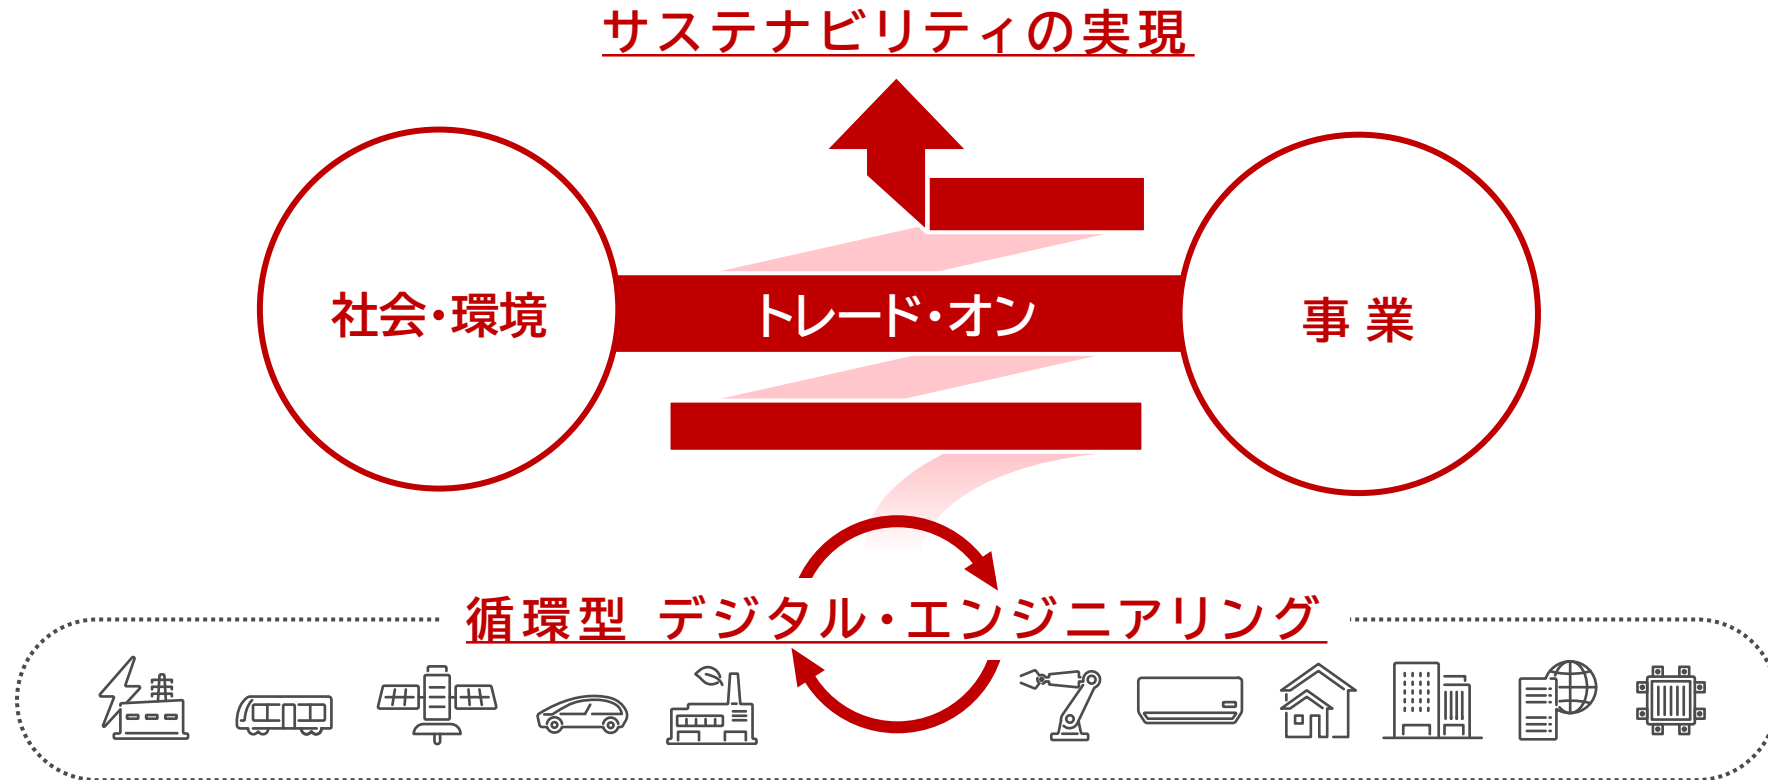 サステナビリティの実現
社会・環境
トレード・オン
事業
循環型 デジタル・エンジニアリング